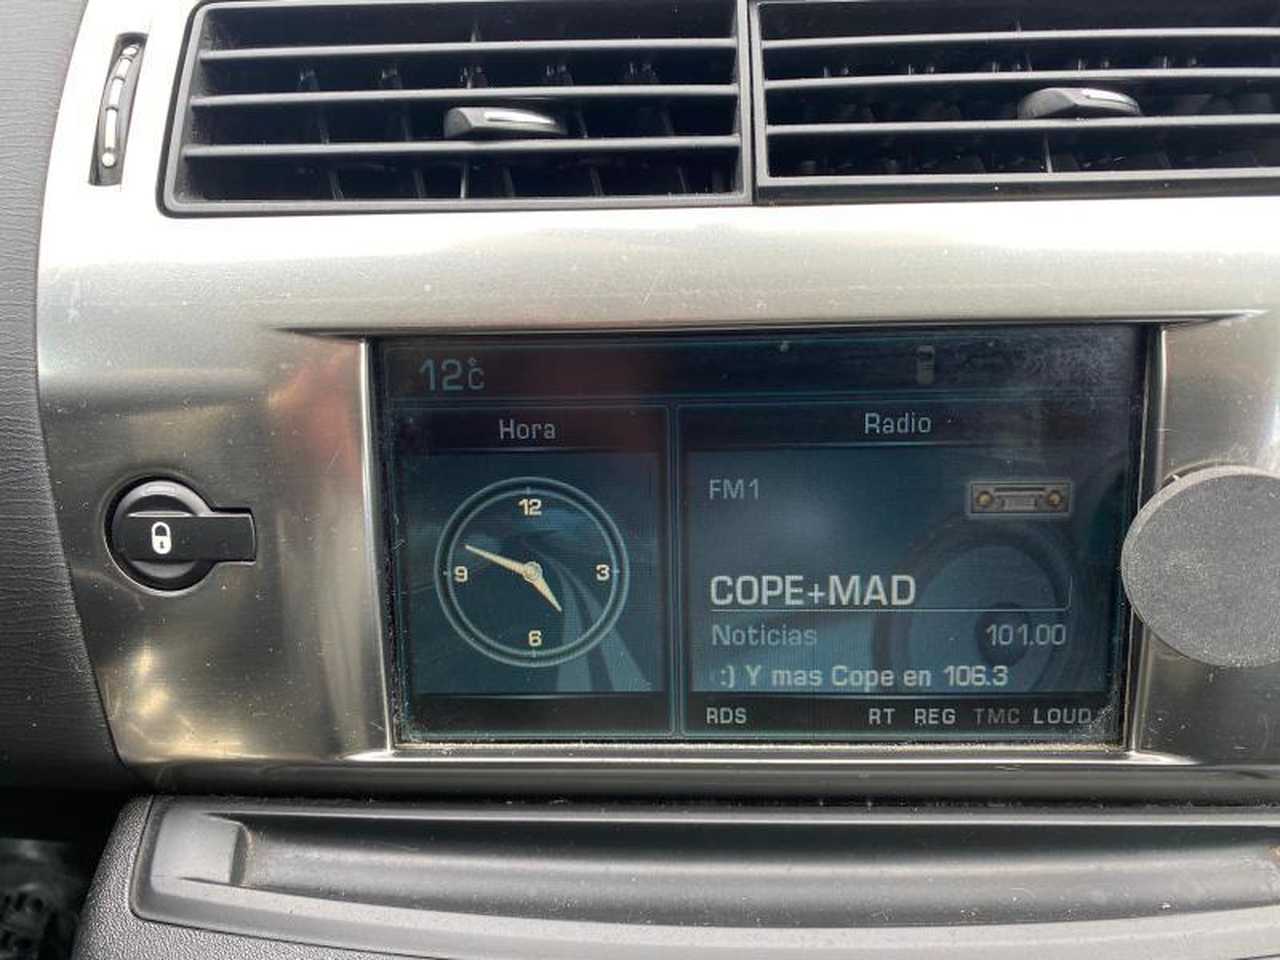 12°C
Hora
12
9
3
6
Radio
FM1
COPE+MAD
Noticias 101.00
:) Y mas Cope en 106.3
RDS RT REG TMC LOUD